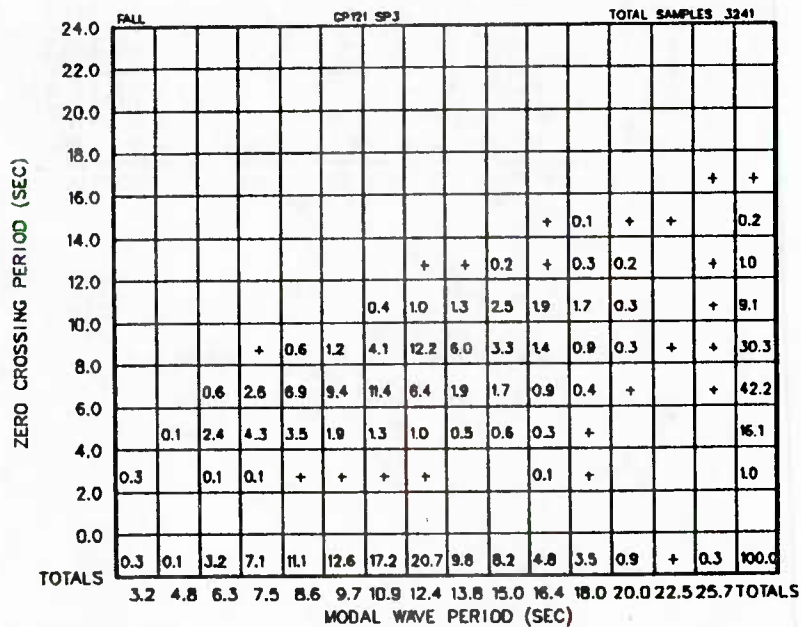 FALL GP121 SP3 TOTAL SAMPLES 3241
24.0
22.0
20.0
18.0
+ +
16.0
+ 0.1 + + 0.2
14.0
+ + 0.2 + 0.3 0.2 + 1.0
12.0
0.4 1.0 1.3 2.5 1.9 1.7 0.3 + 9.1
10.0
+ 0.6 1.2 4.1 12.2 6.0 3.3 1.4 0.9 0.3 + + 30.3
8.0
0.6 2.6 6.9 9.4 11.4 6.4 1.9 1.7 0.9 0.4 + + 42.2
6.0
0.1 2.4 4.3 3.5 1.9 1.3 1.0 0.5 0.6 0.3 + 16.1
4.0
0.3 0.1 0.1 + + + + 0.1 + 1.0
2.0
0.0
0.3 0.1 3.2 7.1 11.1 12.6 17.2 20.7 9.8 8.2 4.8 3.5 0.9 + 0.3 100.0
TOTALS
3.2 4.8 6.3 7.5 8.6 9.7 10.9 12.4 13.8 15.0 16.4 18.0 20.0 22.5 25.7 TOTALS
MODAL WAVE PERIOD (SEC)
ZERO CROSSING PERIOD (SEC)